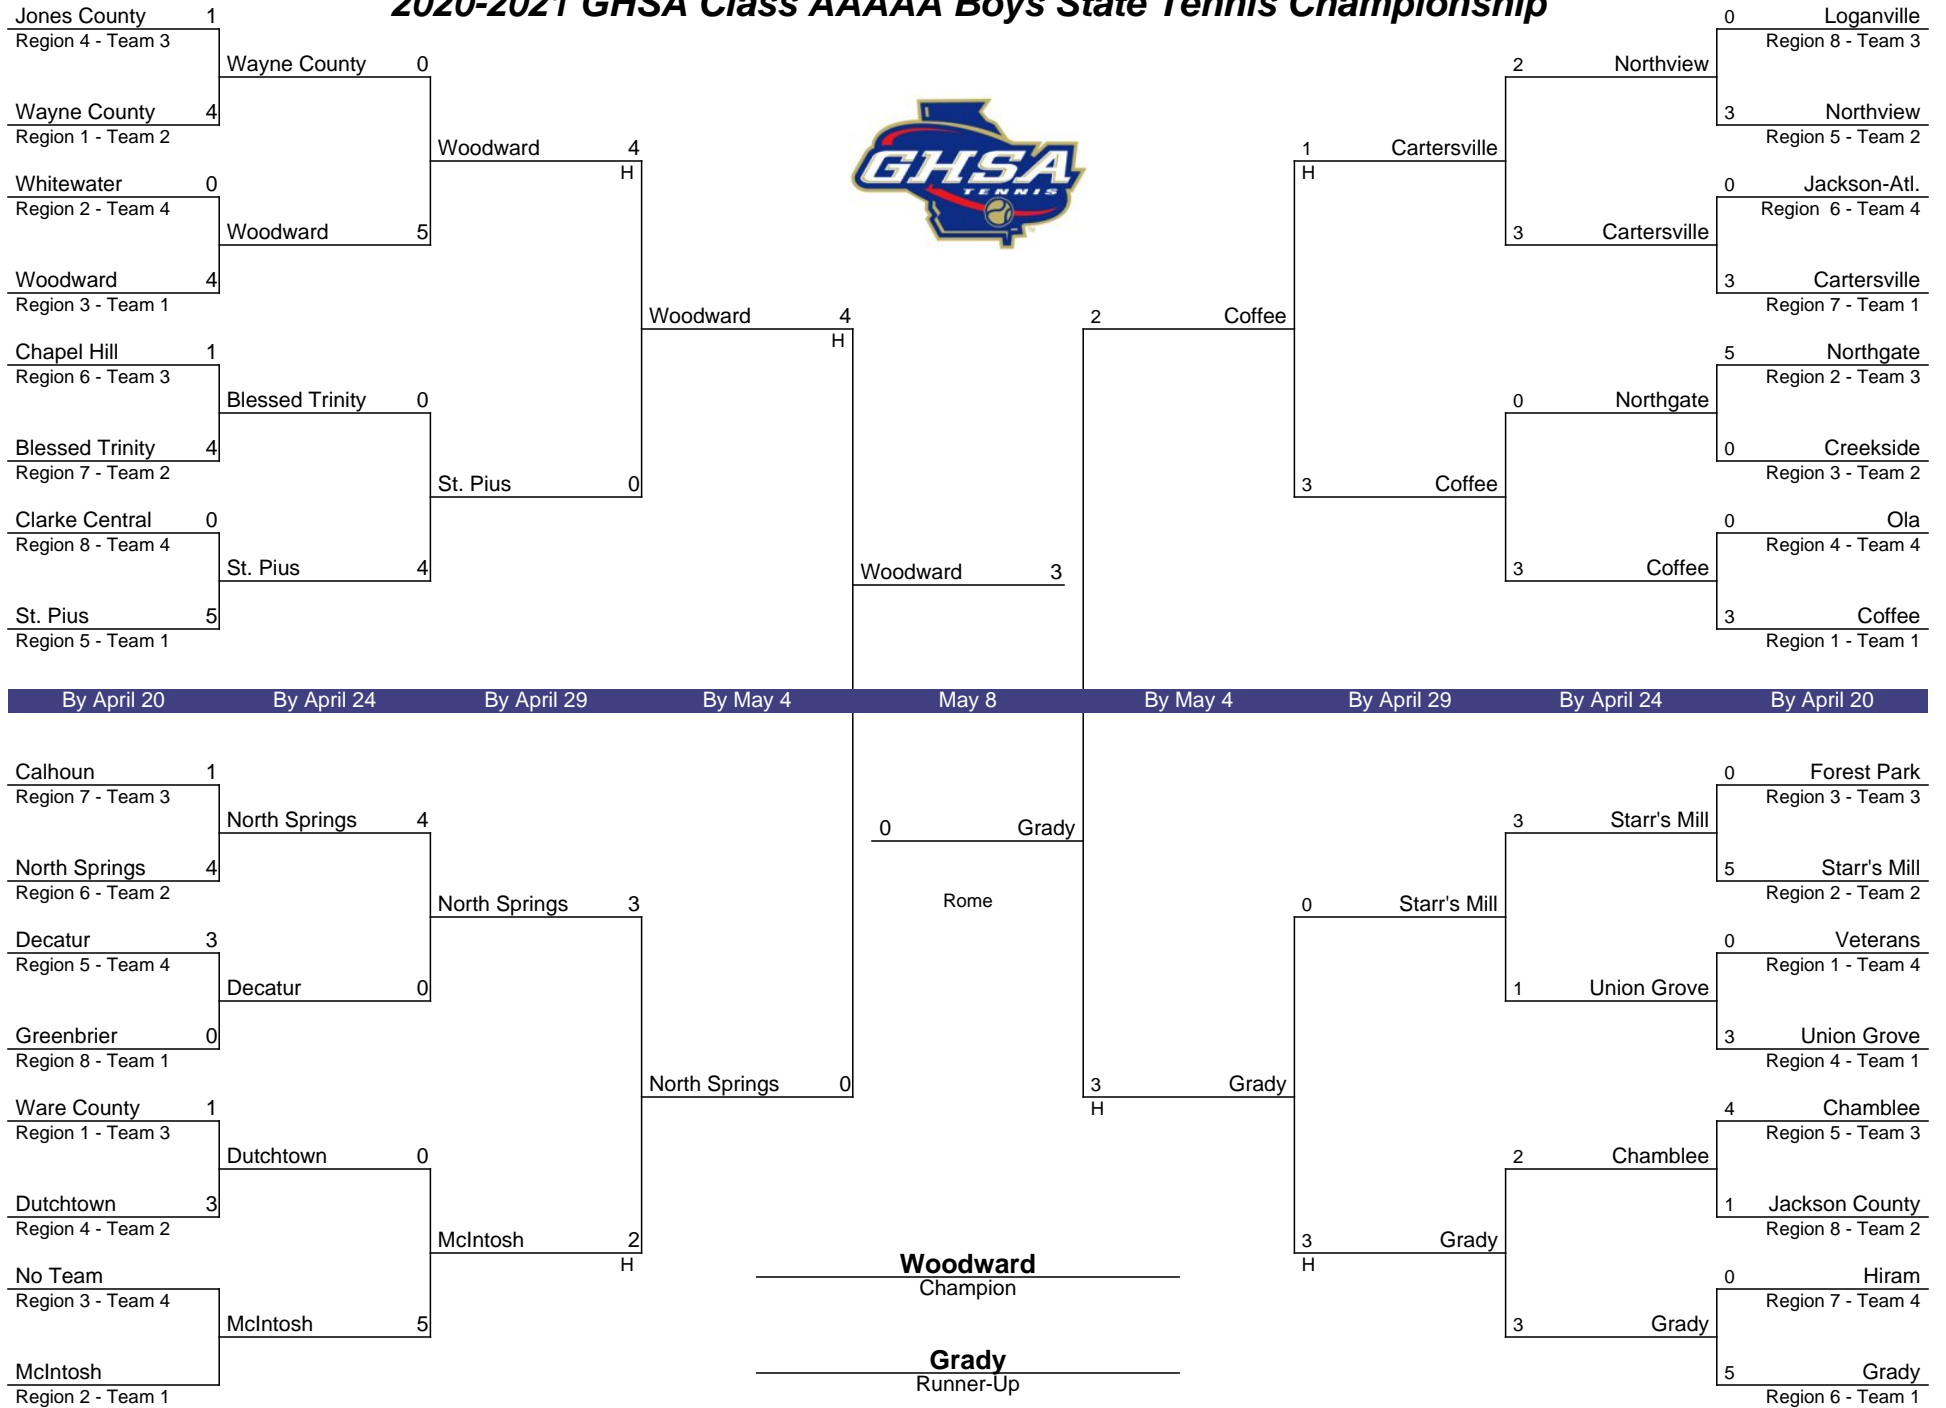 2020-2021 GHSA Class AAAAA Boys State Tennis Championship
Jones County 1
Region 4 - Team 3
Wayne County 4
Region 1 - Team 2
Whitewater 0
Region 2 - Team 4
Woodward 4
Region 3 - Team 1
Chapel Hill 1
Region 6 - Team 3
Blessed Trinity 4
Region 7 - Team 2
Clarke Central 0
Region 8 - Team 4
St. Pius 5
Region 5 - Team 1
Wayne County 0
Woodward 5
Blessed Trinity 0
St. Pius 4
Woodward 4
H
St. Pius 0
Woodward 4
H
Woodward 3
GHSA
TENNIS
2 Coffee
1 Cartersville
H
3 Coffee
2 Northview
3 Cartersville
0 Northgate
3 Coffee
0 Loganville
Region 8 - Team 3
3 Northview
Region 5 - Team 2
0 Jackson-Atl.
Region 6 - Team 4
3 Cartersville
Region 7 - Team 1
5 Northgate
Region 2 - Team 3
0 Creekside
Region 3 - Team 2
0 Ola
Region 4 - Team 4
3 Coffee
Region 1 - Team 1
By April 20 By April 24 By April 29 By May 4 May 8 By May 4 By April 29 By April 24 By April 20
Calhoun 1
Region 7 - Team 3
North Springs 4
Region 6 - Team 2
Decatur 3
Region 5 - Team 4
Greenbrier 0
Region 8 - Team 1
Ware County 1
Region 1 - Team 3
Dutchtown 3
Region 4 - Team 2
No Team
Region 3 - Team 4
McIntosh
Region 2 - Team 1
North Springs 4
Decatur 0
Dutchtown 0
McIntosh 5
North Springs 3
McIntosh 2
H
North Springs 0
0 Grady
Rome
Woodward
Champion
Grady
Runner-Up
3 Grady
H
0 Starr's Mill
3 Grady
H
3 Starr's Mill
1 Union Grove
2 Chamblee
3 Grady
0 Forest Park
Region 3 - Team 3
5 Starr's Mill
Region 2 - Team 2
0 Veterans
Region 1 - Team 4
3 Union Grove
Region 4 - Team 1
4 Chamblee
Region 5 - Team 3
1 Jackson County
Region 8 - Team 2
0 Hiram
Region 7 - Team 4
5 Grady
Region 6 - Team 1